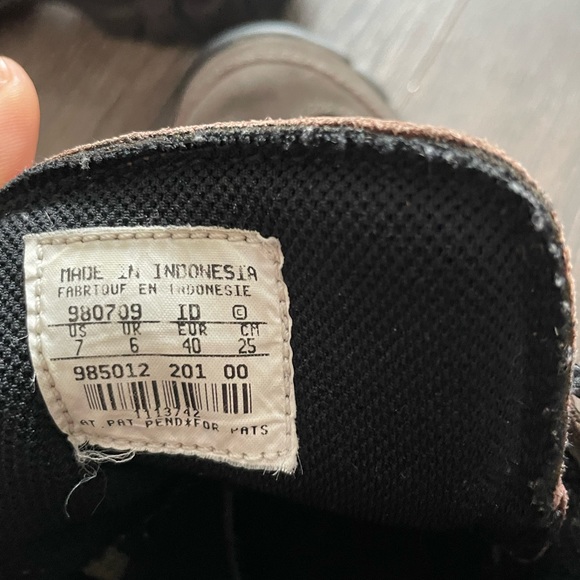 MADE IN INDONESIA
FABRIQUE EN INDONESIE
980709 ID ©
US UK EUR CM
7 6 40 25
985012 201 00
1113742
AT.PAT PEND*FOR PATS